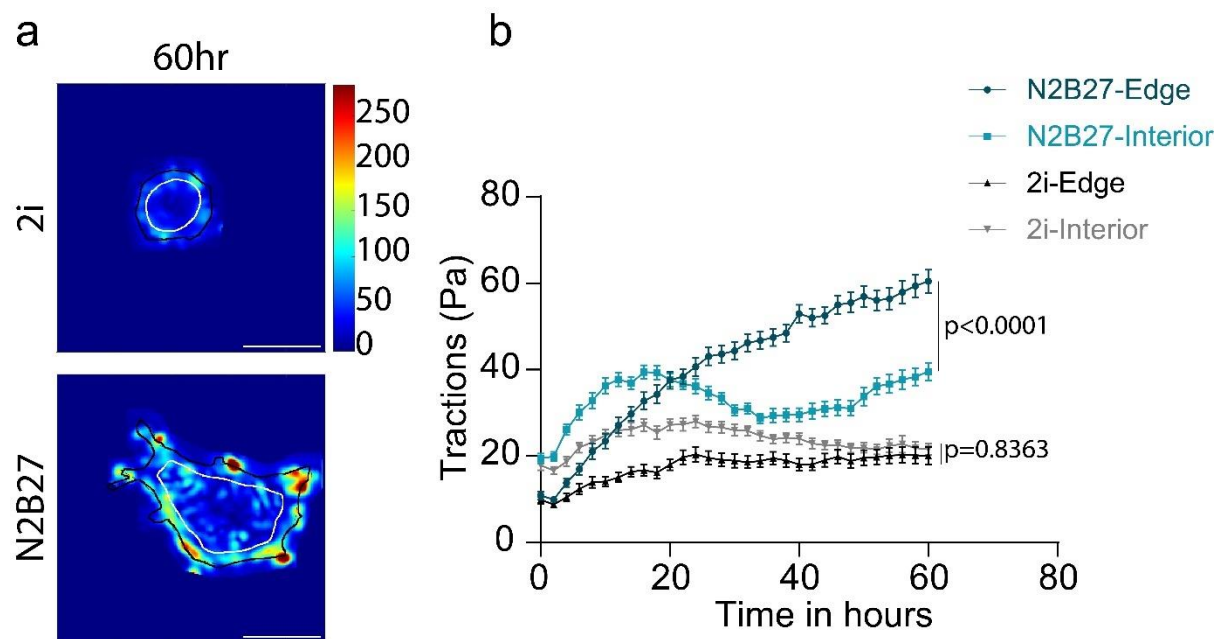 a
60hr
2i
250
200
150
100
50
0
N2B27
b
N2B27-Edge
N2B27-Interior
2i-Edge
2i-Interior
Tractions (Pa)
80
60
40
20
0
p<0.0001
p=0.8363
0 20 40 60 80
Time in hours